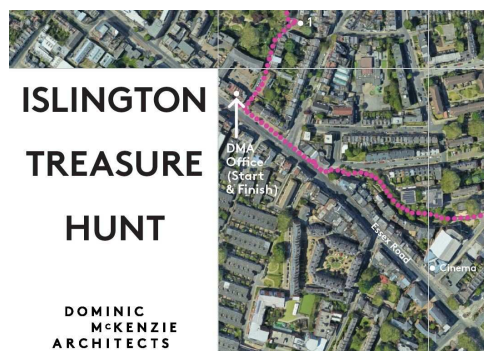 ISLINGTON
TREASURE
HUNT
DOMINIC
McKENZIE
ARCHITECTS
1
DMA
Office
(Start
& Finish)
Essex Road
Cinema